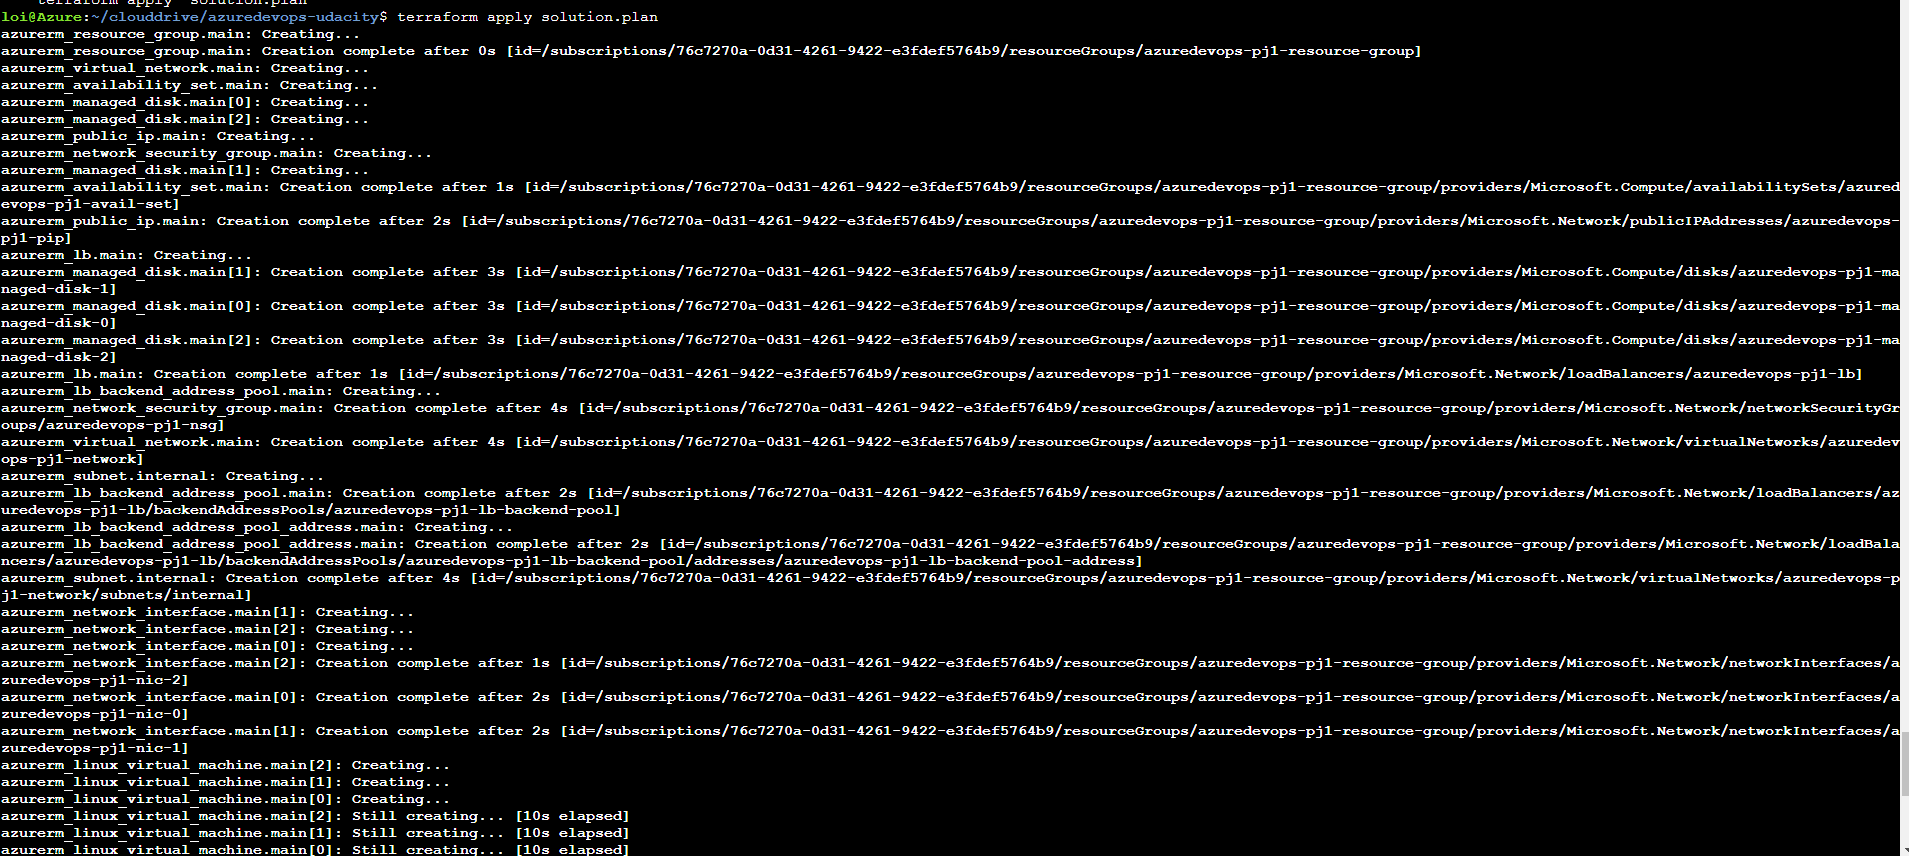 terraform apply  solution.plan
loi@Azure:~/clouddrive/azuredevops-udacity$ terraform apply solution.plan
azurerm_resource_group.main: Creating...
azurerm_resource_group.main: Creation complete after 0s [id=/subscriptions/76c7270a-0d31-4261-9422-e3fdef5764b9/resourceGroups/azuredevops-pj1-resource-group]
azurerm_virtual_network.main: Creating...
azurerm_availability_set.main: Creating...
azurerm_managed_disk.main[0]: Creating...
azurerm_managed_disk.main[2]: Creating...
azurerm_public_ip.main: Creating...
azurerm_network_security_group.main: Creating...
azurerm_managed_disk.main[1]: Creating...
azurerm_availability_set.main: Creation complete after 1s [id=/subscriptions/76c7270a-0d31-4261-9422-e3fdef5764b9/resourceGroups/azuredevops-pj1-resource-group/providers/Microsoft.Compute/availabilitySets/azured
evops-pj1-avail-set]
azurerm_public_ip.main: Creation complete after 2s [id=/subscriptions/76c7270a-0d31-4261-9422-e3fdef5764b9/resourceGroups/azuredevops-pj1-resource-group/providers/Microsoft.Network/publicIPAddresses/azuredevops-
pj1-pip]
azurerm_lb.main: Creating...
azurerm_managed_disk.main[1]: Creation complete after 3s [id=/subscriptions/76c7270a-0d31-4261-9422-e3fdef5764b9/resourceGroups/azuredevops-pj1-resource-group/providers/Microsoft.Compute/disks/azuredevops-pj1-ma
naged-disk-1]
azurerm_managed_disk.main[0]: Creation complete after 3s [id=/subscriptions/76c7270a-0d31-4261-9422-e3fdef5764b9/resourceGroups/azuredevops-pj1-resource-group/providers/Microsoft.Compute/disks/azuredevops-pj1-ma
naged-disk-0]
azurerm_managed_disk.main[2]: Creation complete after 3s [id=/subscriptions/76c7270a-0d31-4261-9422-e3fdef5764b9/resourceGroups/azuredevops-pj1-resource-group/providers/Microsoft.Compute/disks/azuredevops-pj1-ma
naged-disk-2]
azurerm_lb.main: Creation complete after 1s [id=/subscriptions/76c7270a-0d31-4261-9422-e3fdef5764b9/resourceGroups/azuredevops-pj1-resource-group/providers/Microsoft.Network/loadBalancers/azuredevops-pj1-lb]
azurerm_lb_backend_address_pool.main: Creating...
azurerm_network_security_group.main: Creation complete after 4s [id=/subscriptions/76c7270a-0d31-4261-9422-e3fdef5764b9/resourceGroups/azuredevops-pj1-resource-group/providers/Microsoft.Network/networkSecurityGr
oups/azuredevops-pj1-nsg]
azurerm_virtual_network.main: Creation complete after 4s [id=/subscriptions/76c7270a-0d31-4261-9422-e3fdef5764b9/resourceGroups/azuredevops-pj1-resource-group/providers/Microsoft.Network/virtualNetworks/azuredev
ops-pj1-network]
azurerm_subnet.internal: Creating...
azurerm_lb_backend_address_pool.main: Creation complete after 2s [id=/subscriptions/76c7270a-0d31-4261-9422-e3fdef5764b9/resourceGroups/azuredevops-pj1-resource-group/providers/Microsoft.Network/loadBalancers/az
uredevops-pj1-lb/backendAddressPools/azuredevops-pj1-lb-backend-pool]
azurerm_lb_backend_address_pool_address.main: Creating...
azurerm_lb_backend_address_pool_address.main: Creation complete after 2s [id=/subscriptions/76c7270a-0d31-4261-9422-e3fdef5764b9/resourceGroups/azuredevops-pj1-resource-group/providers/Microsoft.Network/loadBala
ncers/azuredevops-pj1-lb/backendAddressPools/azuredevops-pj1-lb-backend-pool/addresses/azuredevops-pj1-lb-backend-pool-address]
azurerm_subnet.internal: Creation complete after 4s [id=/subscriptions/76c7270a-0d31-4261-9422-e3fdef5764b9/resourceGroups/azuredevops-pj1-resource-group/providers/Microsoft.Network/virtualNetworks/azuredevops-p
j1-network/subnets/internal]
azurerm_network_interface.main[1]: Creating...
azurerm_network_interface.main[2]: Creating...
azurerm_network_interface.main[0]: Creating...
azurerm_network_interface.main[2]: Creation complete after 1s [id=/subscriptions/76c7270a-0d31-4261-9422-e3fdef5764b9/resourceGroups/azuredevops-pj1-resource-group/providers/Microsoft.Network/networkInterfaces/a
zuredevops-pj1-nic-2]
azurerm_network_interface.main[0]: Creation complete after 2s [id=/subscriptions/76c7270a-0d31-4261-9422-e3fdef5764b9/resourceGroups/azuredevops-pj1-resource-group/providers/Microsoft.Network/networkInterfaces/a
zuredevops-pj1-nic-0]
azurerm_network_interface.main[1]: Creation complete after 2s [id=/subscriptions/76c7270a-0d31-4261-9422-e3fdef5764b9/resourceGroups/azuredevops-pj1-resource-group/providers/Microsoft.Network/networkInterfaces/a
zuredevops-pj1-nic-1]
azurerm_linux_virtual_machine.main[2]: Creating...
azurerm_linux_virtual_machine.main[1]: Creating...
azurerm_linux_virtual_machine.main[0]: Creating...
azurerm_linux_virtual_machine.main[2]: Still creating... [10s elapsed]
azurerm_linux_virtual_machine.main[1]: Still creating... [10s elapsed]
azurerm_linux_virtual_machine.main[0]: Still creating... [10s elapsed]